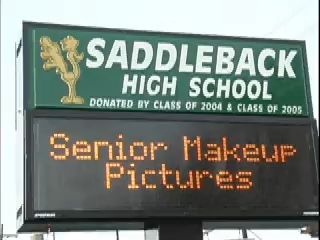 SADDLEBACK
HIGH SCHOOL
DONATED BY CLASS OF 2004 & CLASS OF 2005
Senior Makeup
Pictures